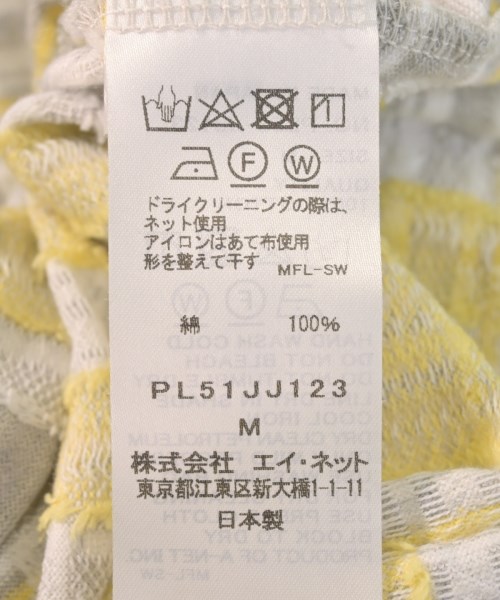 F
W
ドライクリーニングの際は、
ネット使用
アイロンはあて布使用
形を整えて干す MFL-SW
綿 100%
PL51JJ123
M
株式会社 エイ・ネット
東京都江東区新大橋1-1-11
日本製